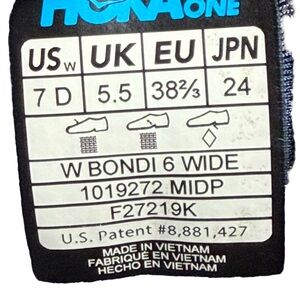 HOKA ONE
US w UK EU JPN
7 D 5.5 38⅔ 24
W BONDI 6 WIDE
1019272 MIDP
F27219K
U.S. Patent #8,881,427
MADE IN VIETNAM
FABRIQUÉ EN VIETNAM
HECHO EN VIETNAM